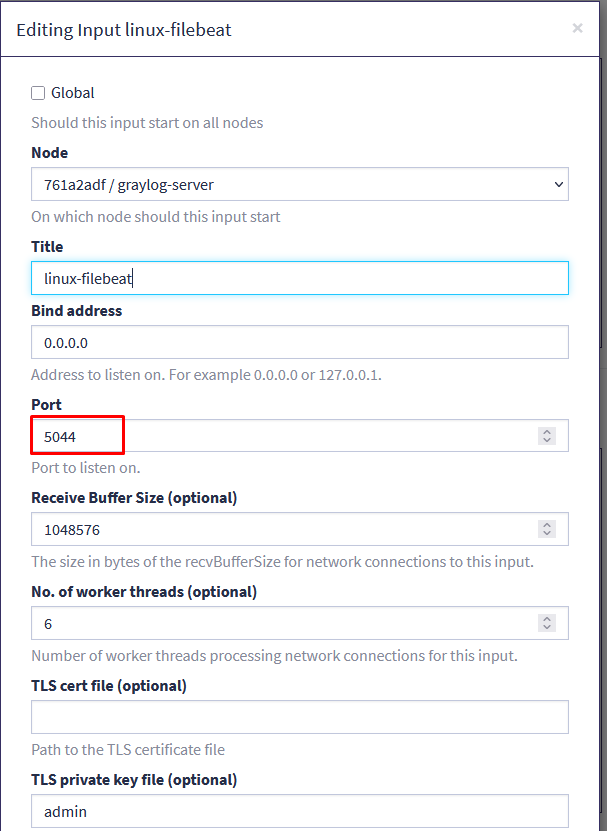 Editing Input linux-filebeat
×
Global
Should this input start on all nodes
Node
761a2adf / graylog-server
On which node should this input start
Title
linux-filebeat
Bind address
0.0.0.0
Address to listen on. For example 0.0.0.0 or 127.0.0.1.
Port
5044
Port to listen on.
Receive Buffer Size (optional)
1048576
The size in bytes of the recvBufferSize for network connections to this input.
No. of worker threads (optional)
6
Number of worker threads processing network connections for this input.
TLS cert file (optional)
Path to the TLS certificate file
TLS private key file (optional)
admin